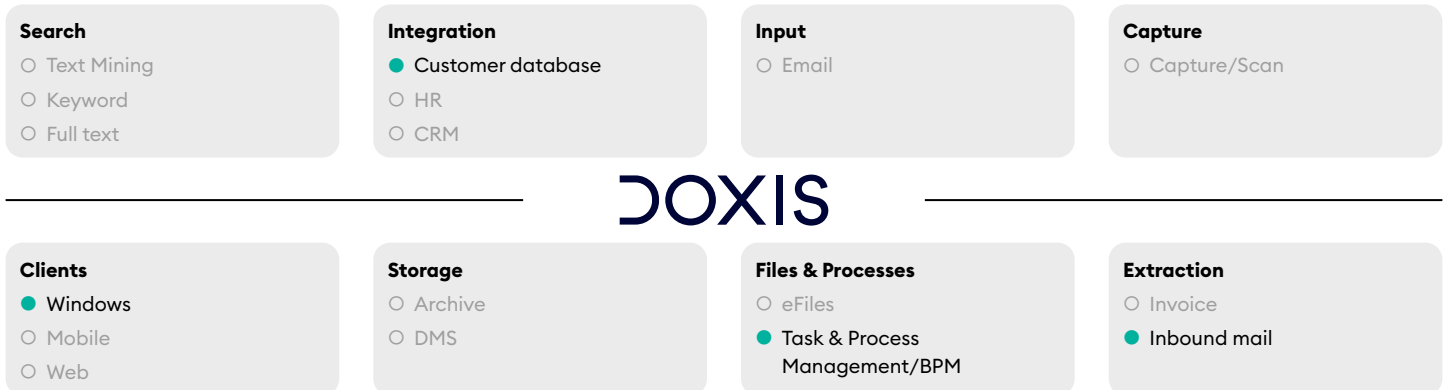 Search
Text Mining
Keyword
Full text
Integration
Customer database
HR
CRM
Input
Email
Capture
Capture/Scan
DOXIS
Clients
Windows
Mobile
Web
Storage
Archive
DMS
Files & Processes
eFiles
Task & Process
Management/BPM
Extraction
Invoice
Inbound mail